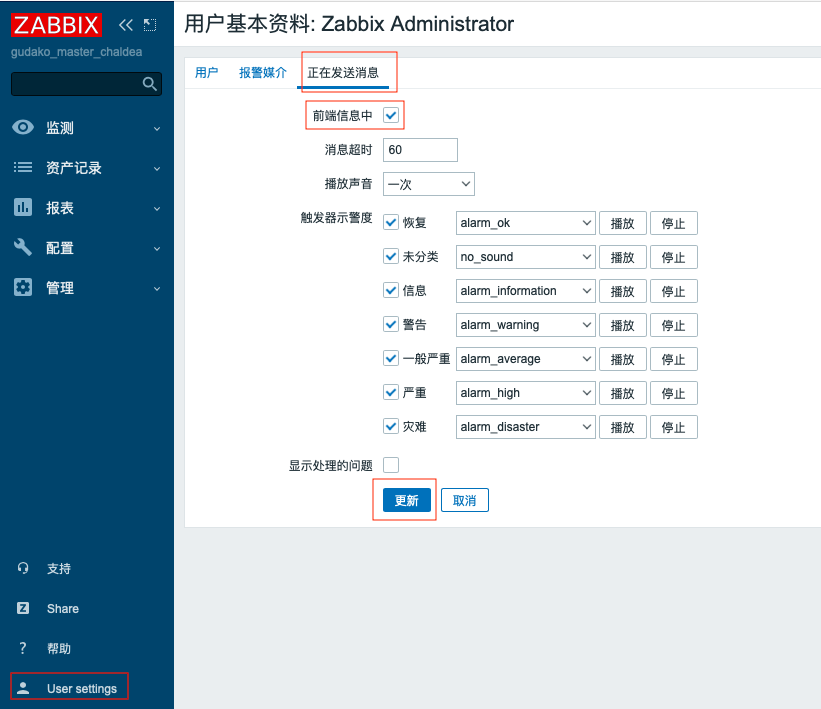 ZABBIX
gudako_master_chaldea
监测
资产记录
报表
配置
管理
支持
Z Share
? 帮助
User settings
用户基本资料: Zabbix Administrator
用户 报警媒介 正在发送消息
前端信息中
消息超时 60
播放声音 一次
触发器示警度 恢复 alarm_ok 播放 停止
未分类 no_sound 播放 停止
信息 alarm_information 播放 停止
警告 alarm_warning 播放 停止
一般严重 alarm_average 播放 停止
严重 alarm_high 播放 停止
灾难 alarm_disaster 播放 停止
显示处理的问题
更新 取消